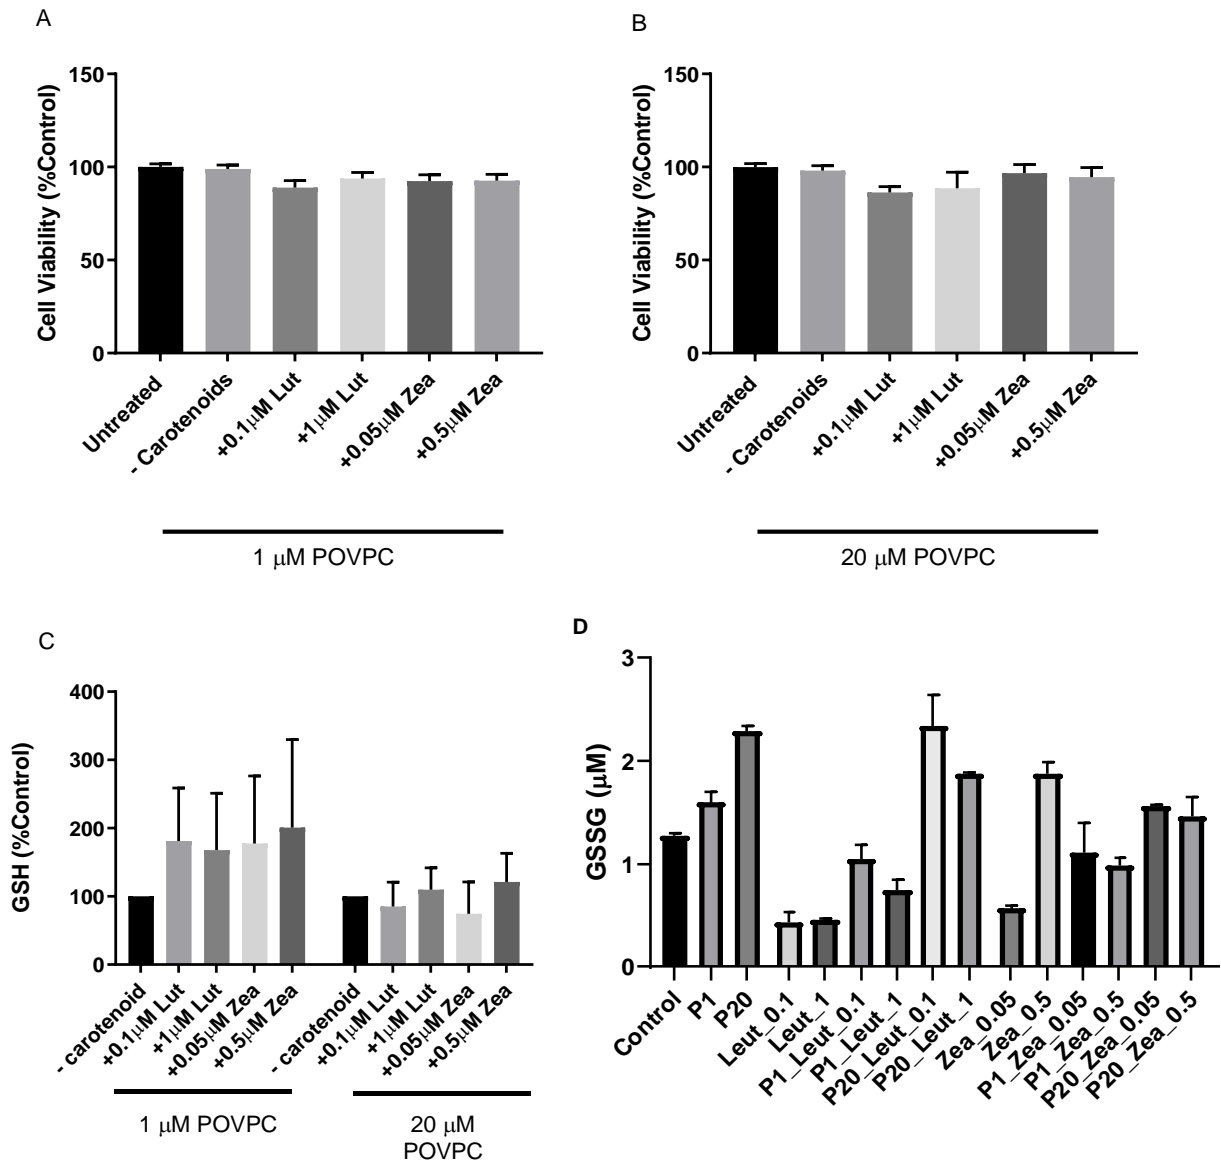 A
Cell Viability (%Control)
150
100
50
0
Untreated
- Carotenoids
+0.1μM Lut
+1μM Lut
+0.05μM Zea
+0.5μM Zea
1 μM POVPC
B
Cell Viability (%Control)
150
100
50
0
Untreated
- Carotenoids
+0.1μM Lut
+1μM Lut
+0.05μM Zea
+0.5μM Zea
20 μM POVPC
C
GSH (%Control)
400
300
200
100
0
- carotenoid
+0.1μM Lut
+1μM Lut
+0.05μM Zea
+0.5μM Zea
- carotenoid
+0.1μM Lut
+1μM Lut
+0.05μM Zea
+0.5μM Zea
1 μM POVPC
20 μM
POVPC
D
GSSG (μM)
3
2
1
0
Control
P1
P20
Leut_0.1
Leut_1
P1_Leut_0.1
P1_Leut_1
P20_Leut_0.1
P20_Leut_1
Zea_0.05
Zea_0.5
P1_Zea_0.05
P1_Zea_0.5
P20_Zea_0.05
P20_Zea_0.5